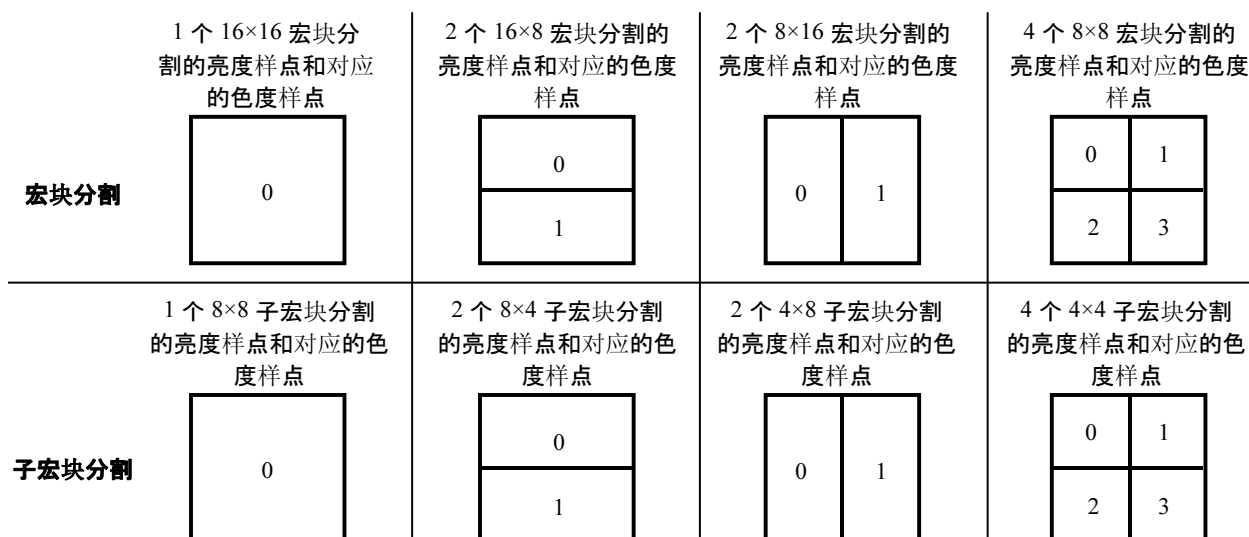 1 个 16×16 宏块分
割的亮度样点和对应
的色度样点
2 个 16×8 宏块分割的
亮度样点和对应的色度
样点
2 个 8×16 宏块分割的
亮度样点和对应的色度
样点
4 个 8×8 宏块分割的
亮度样点和对应的色度
样点
宏块分割
0
0
1
0 1
0 1
2 3
1 个 8×8 子宏块分割
的亮度样点和对应的色
度样点
2 个 8×4 子宏块分割
的亮度样点和对应的色
度样点
2 个 4×8 子宏块分割
的亮度样点和对应的色
度样点
4 个 4×4 子宏块分割
的亮度样点和对应的色
度样点
子宏块分割
0
0
1
0 1
0 1
2 3